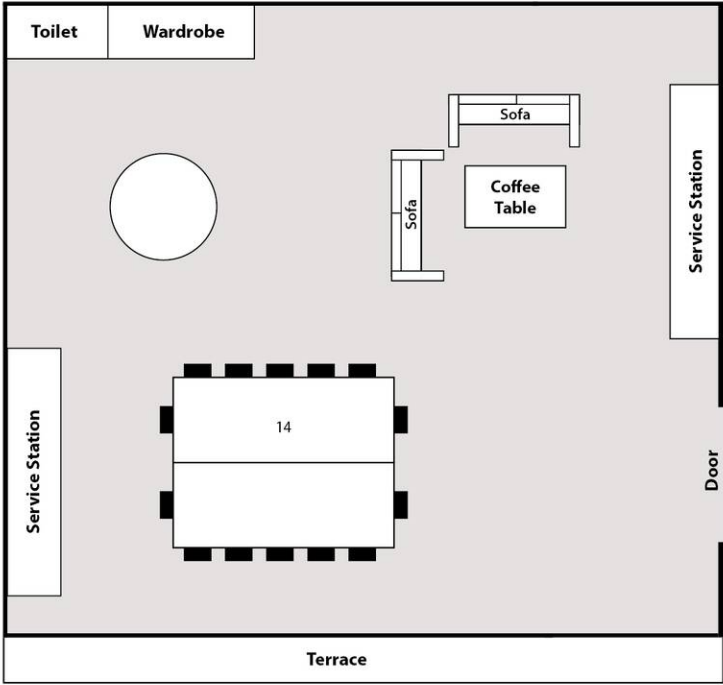 Toilet
Wardrobe
Sofa
Coffee
Table
Sofa
Service Station
14
Service Station
Door
Terrace